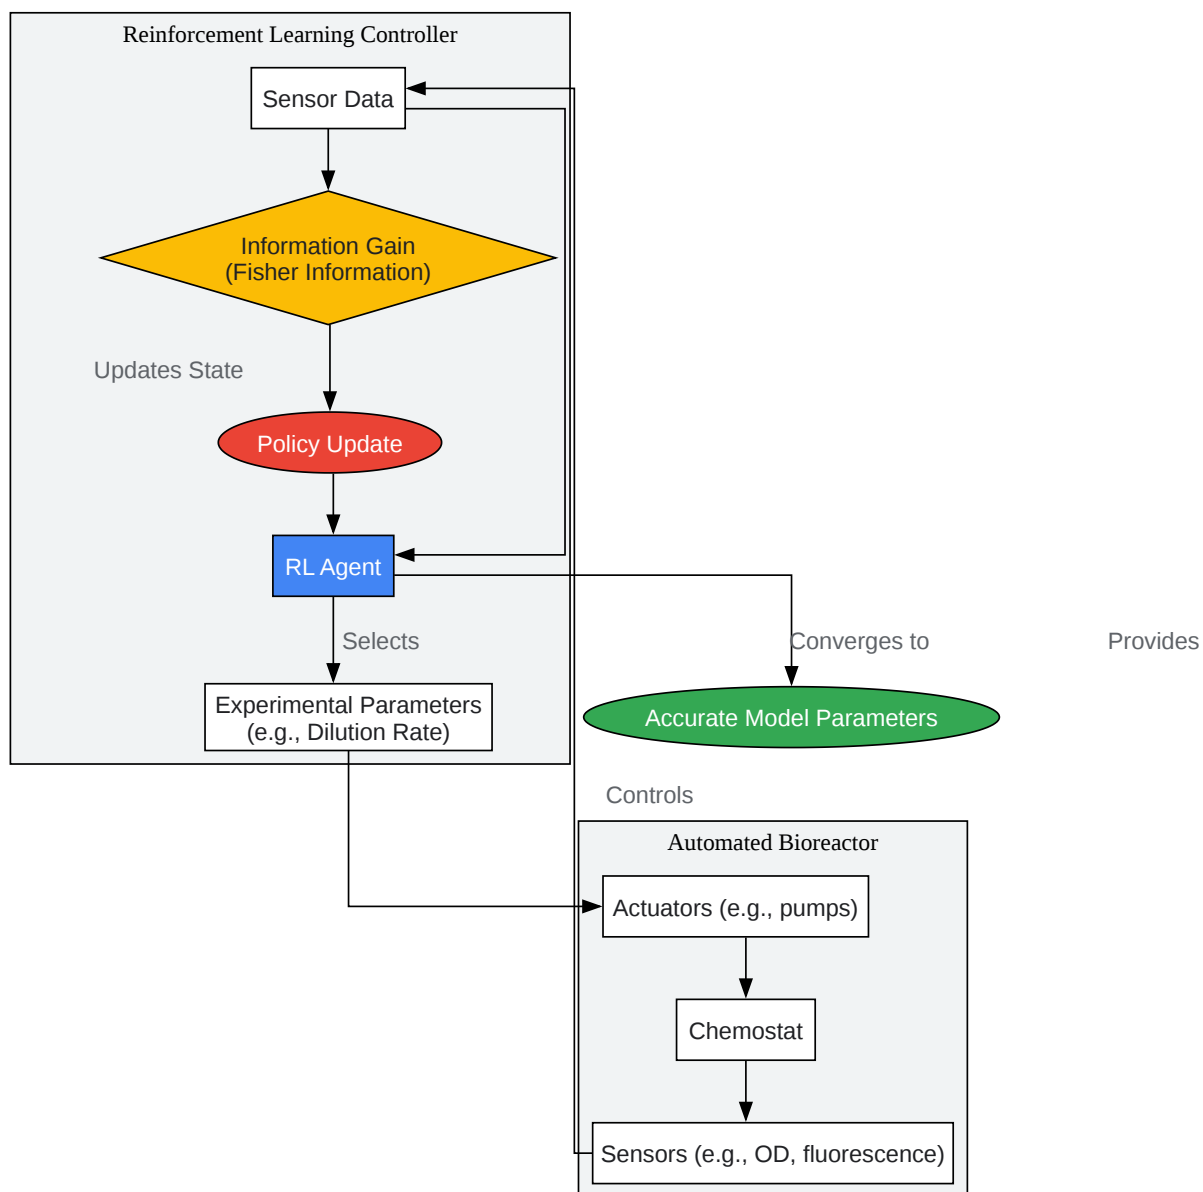 Reinforcement Learning Controller
Sensor Data
Information Gain
(Fisher Information)
Updates State
Policy Update
RL Agent
Selects
Converges to
Provides
Experimental Parameters
(e.g., Dilution Rate)
Accurate Model Parameters
Controls
Automated Bioreactor
Actuators (e.g., pumps)
Chemostat
Sensors (e.g., OD, fluorescence)